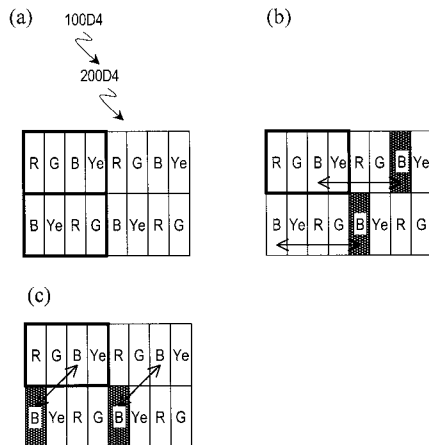 (a)
100D4
200D4
R G B Ye R G B Ye
B Ye R G B Ye R G
(b)
R G B Ye R G B Ye
B Ye R G B Ye R G
(c)
R G B Ye R G B Ye
B Ye R G B Ye R G